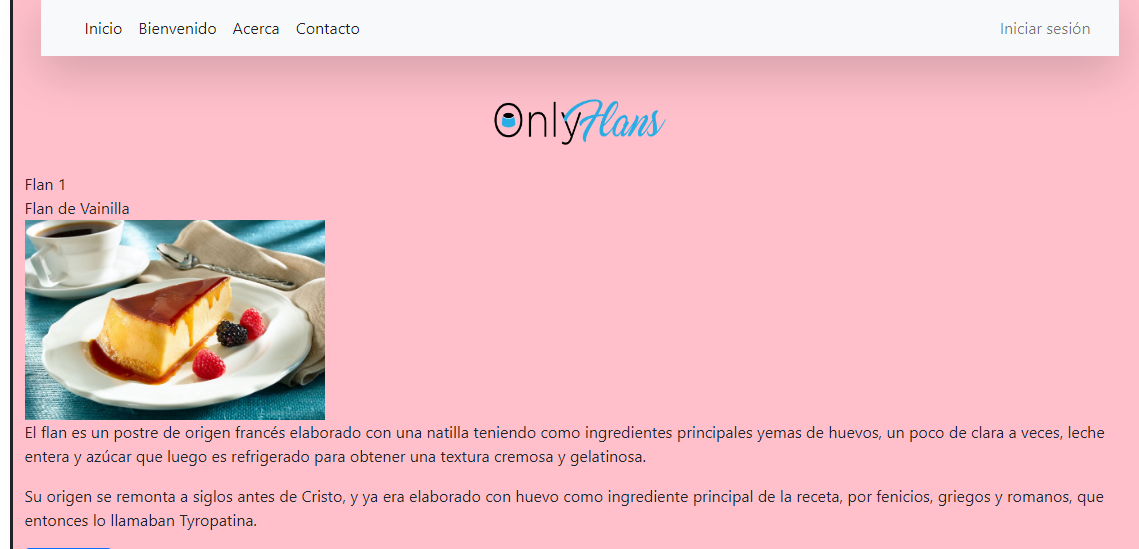 Inicio Bienvenido Acerca Contacto Iniciar sesión
OnlyFlans
Flan 1
Flan de Vainilla
El flan es un postre de origen francés elaborado con una natilla teniendo como ingredientes principales yemas de huevos, un poco de clara a veces, leche
entera y azúcar que luego es refrigerado para obtener una textura cremosa y gelatinosa.
Su origen se remonta a siglos antes de Cristo, y ya era elaborado con huevo como ingrediente principal de la receta, por fenicios, griegos y romanos, que
entonces lo llamaban Tyropatina.